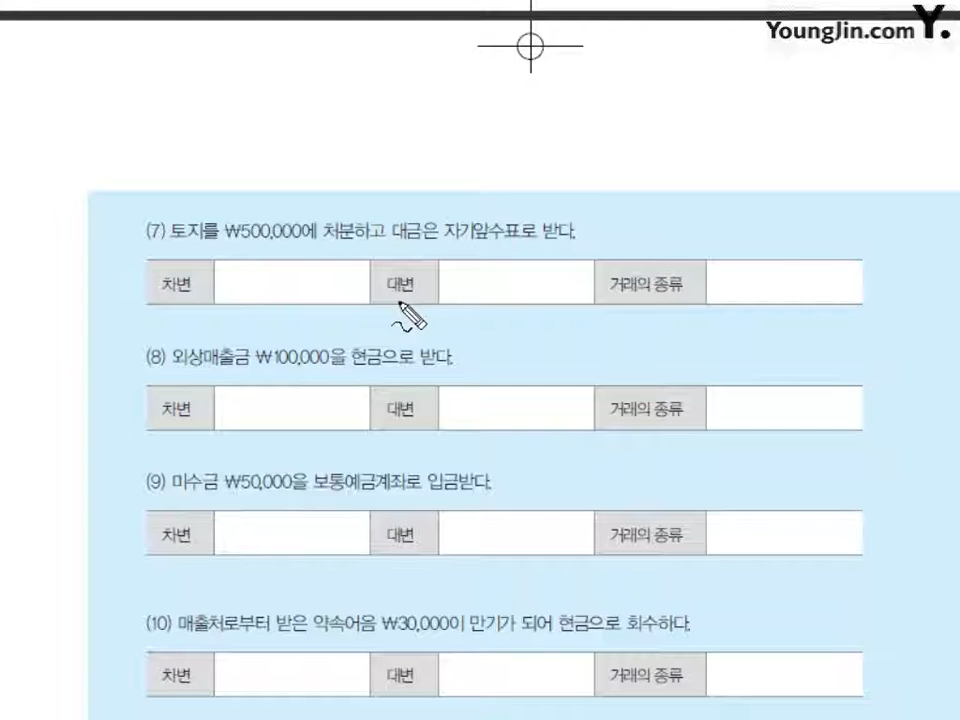 YoungJin.com Y.
(7) 토지를 ₩500,000에 처분하고 대금은 자기앞수표로 받다.
차변 대변 거래의 종류
(8) 외상매출금 ₩100,000을 현금으로 받다.
차변 대변 거래의 종류
(9) 미수금 ₩50,000을 보통예금계좌로 입금받다.
차변 대변 거래의 종류
(10) 매출처로부터 받은 약속어음 ₩30,000이 만기가 되어 현금으로 회수하다.
차변 대변 거래의 종류